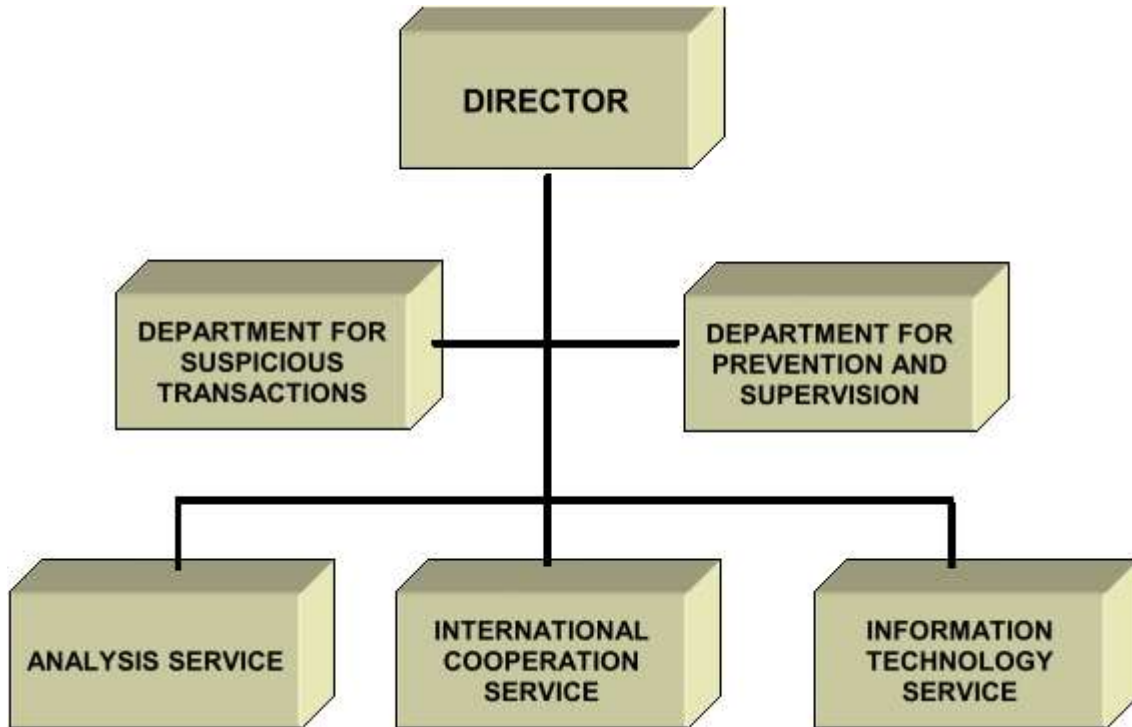 DIRECTOR
DEPARTMENT FOR
SUSPICIOUS
TRANSACTIONS
DEPARTMENT FOR
PREVENTION AND
SUPERVISION
ANALYSIS SERVICE
INTERNATIONAL
COOPERATION
SERVICE
INFORMATION
TECHNOLOGY
SERVICE